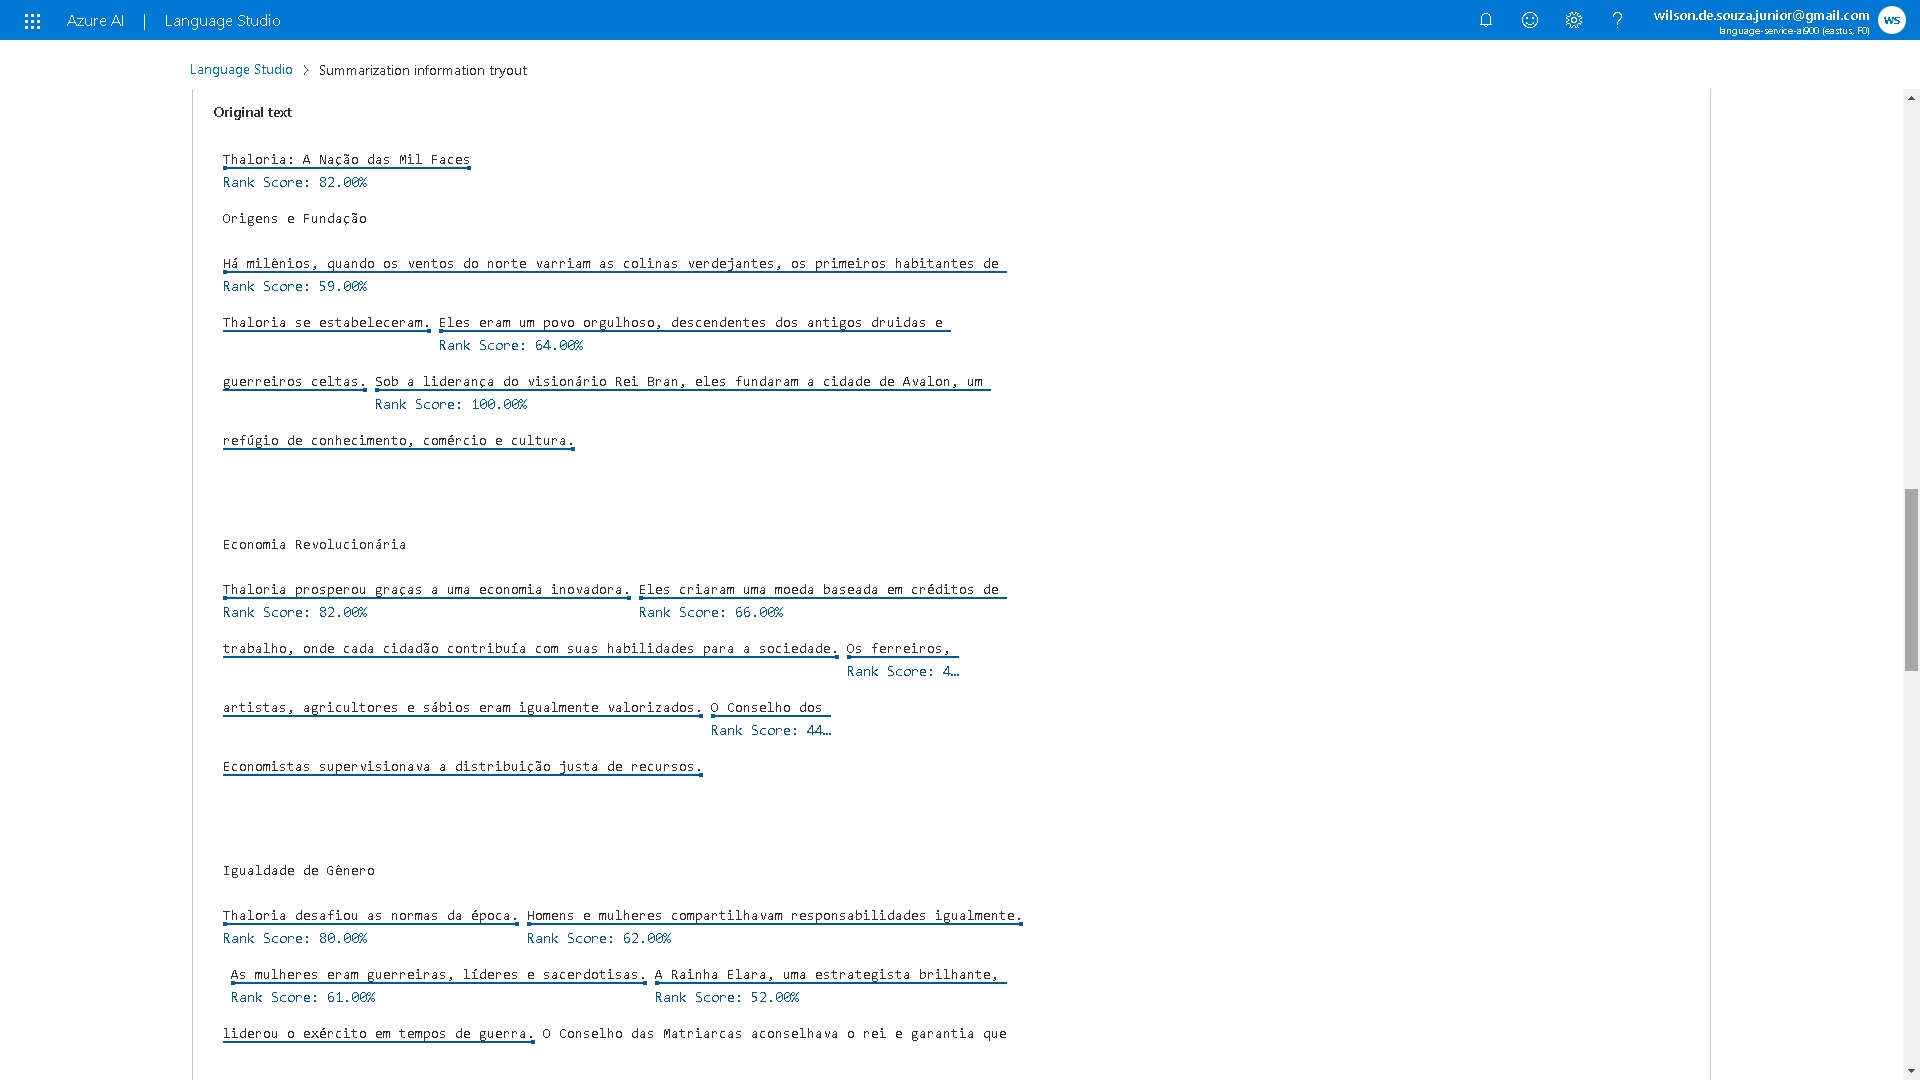 Azure AI | Language Studio
wilson.de.souza.junior@gmail.com
language-service-ai900 (eastus, F0)
WS
Language Studio > Summarization information tryout
Original text
Thaloria: A Nação das Mil Faces
Rank Score: 82.00%
Origens e Fundação
Há milênios, quando os ventos do norte varriam as colinas verdejantes, os primeiros habitantes de
Rank Score: 59.00%
Thaloria se estabeleceram. Eles eram um povo orgulhoso, descendentes dos antigos druidas e
Rank Score: 64.00%
guerreiros celtas. Sob a liderança do visionário Rei Bran, eles fundaram a cidade de Avalon, um
Rank Score: 100.00%
refúgio de conhecimento, comércio e cultura.
Economia Revolucionária
Thaloria prosperou graças a uma economia inovadora. Eles criaram uma moeda baseada em créditos de
Rank Score: 82.00% Rank Score: 66.00%
trabalho, onde cada cidadão contribuía com suas habilidades para a sociedade. Os ferreiros,
Rank Score: 4…
artistas, agricultores e sábios eram igualmente valorizados. O Conselho dos
Rank Score: 44…
Economistas supervisionava a distribuição justa de recursos.
Igualdade de Gênero
Thaloria desafiou as normas da época. Homens e mulheres compartilhavam responsabilidades igualmente.
Rank Score: 80.00% Rank Score: 62.00%
As mulheres eram guerreiras, líderes e sacerdotisas. A Rainha Elara, uma estrategista brilhante,
Rank Score: 61.00% Rank Score: 52.00%
liderou o exército em tempos de guerra. O Conselho das Matriarcas aconselhava o rei e garantia que